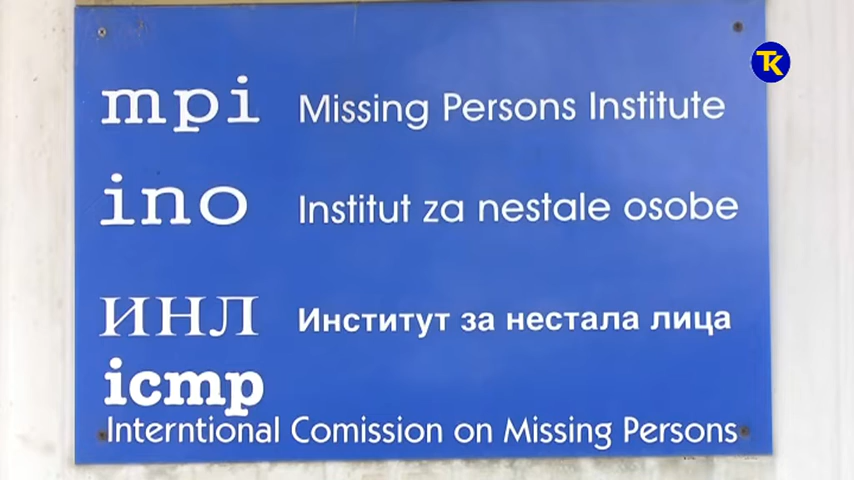 TK
mpi Missing Persons Institute
ino Institut za nestale osobe
инл Институт за нестала лица
icmp
Interntional Comission on Missing Persons